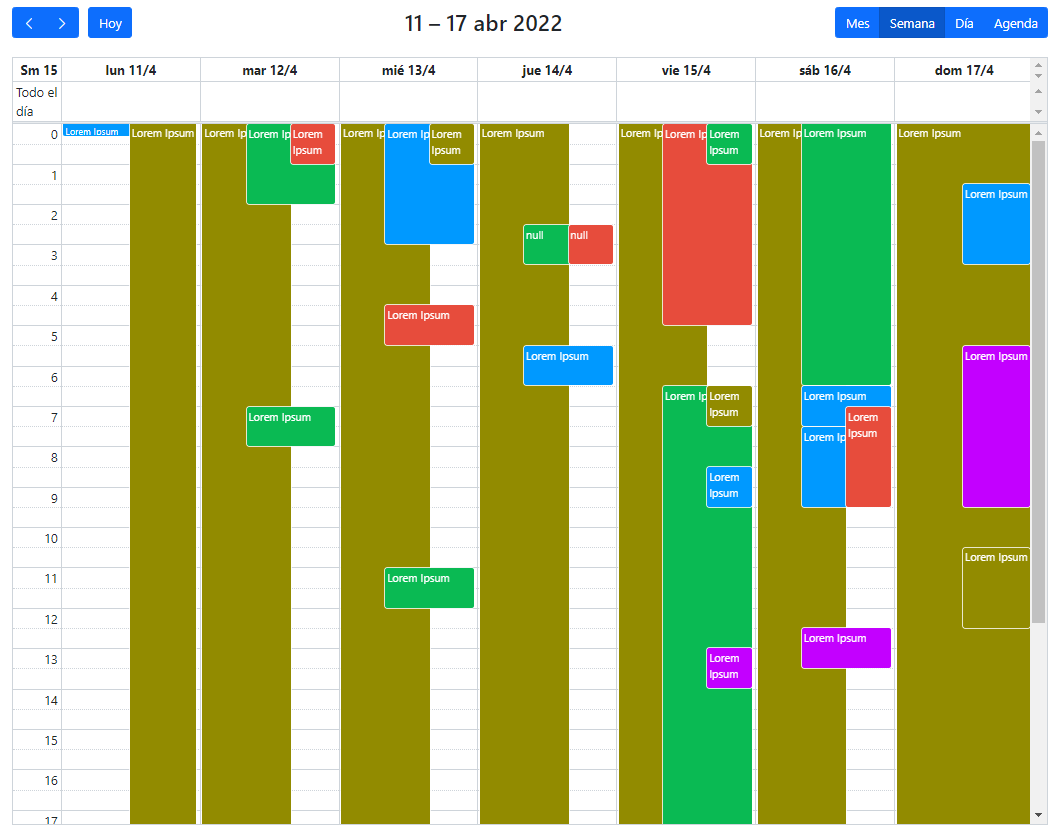 Hoy
11 – 17 abr 2022
Mes Semana Día Agenda
Sm 15 lun 11/4 mar 12/4 mié 13/4 jue 14/4 vie 15/4 sáb 16/4 dom 17/4
Todo el
día
0
Lorem Ipsum
Lorem Ipsum
Lorem Ip
Lorem Ip
Lorem
Ipsum
Lorem Ip
Lorem Ip
Lorem
Ipsum
Lorem Ipsum
Lorem Ip
Lorem Ip
Lorem
Ipsum
Lorem Ip
Lorem Ipsum
Lorem Ipsum
1
Lorem Ipsum
2
null
null
3
4
Lorem Ipsum
5
Lorem Ipsum
Lorem Ipsum
6
Lorem Ip
Lorem
Ipsum
Lorem Ipsum
7
Lorem Ipsum
Lorem
Ipsum
Lorem Ip
8
Lorem
Ipsum
9
10
Lorem Ipsum
11
Lorem Ipsum
12
Lorem Ipsum
13
Lorem
Ipsum
14
15
16
17